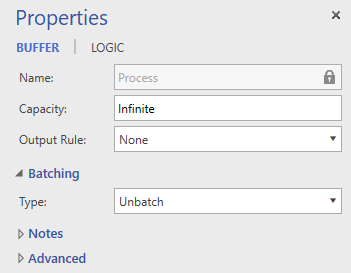 Properties
BUFFER | LOGIC
Name: Process
Capacity: Infinite
Output Rule: None
Batching
Type: Unbatch
Notes
Advanced